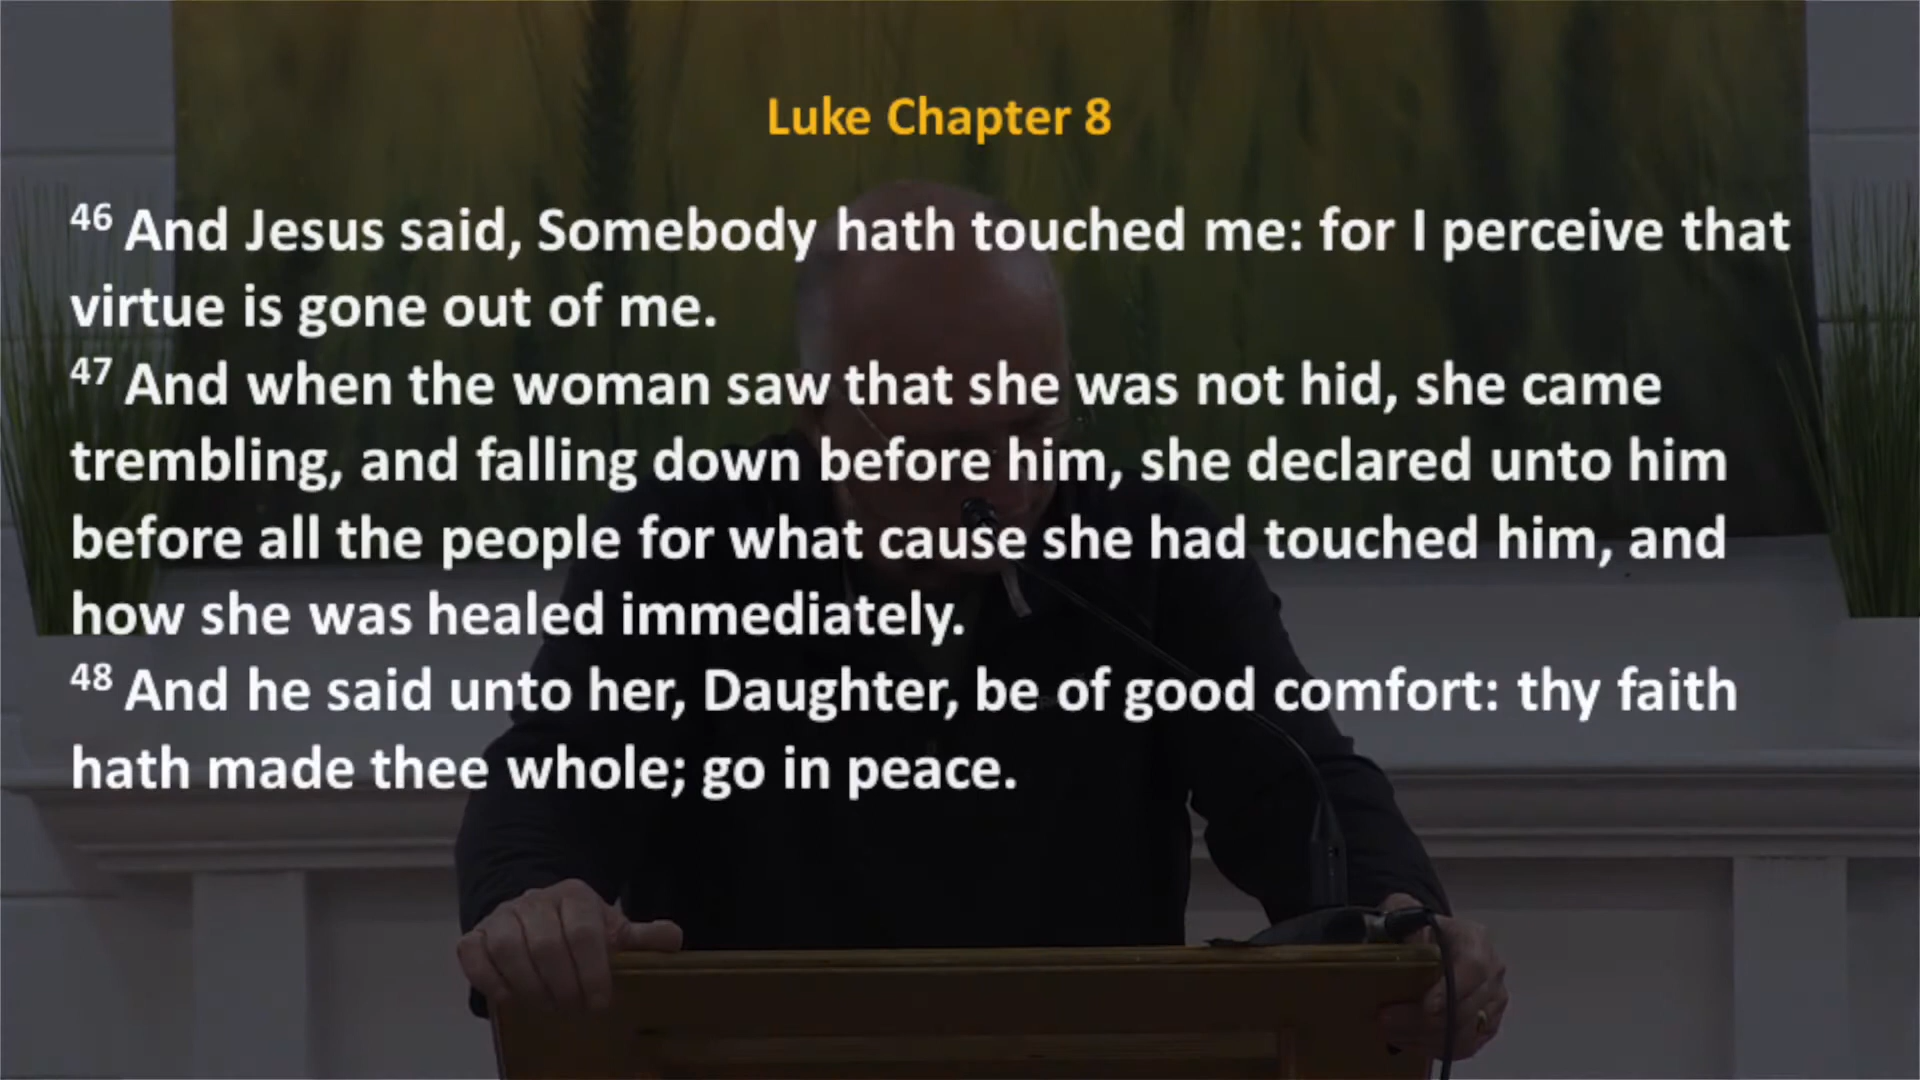 Luke Chapter 8
46 And Jesus said, Somebody hath touched me: for I perceive that
virtue is gone out of me.
47 And when the woman saw that she was not hid, she came
trembling, and falling down before him, she declared unto him
before all the people for what cause she had touched him, and
how she was healed immediately.
48 And he said unto her, Daughter, be of good comfort: thy faith
hath made thee whole; go in peace.